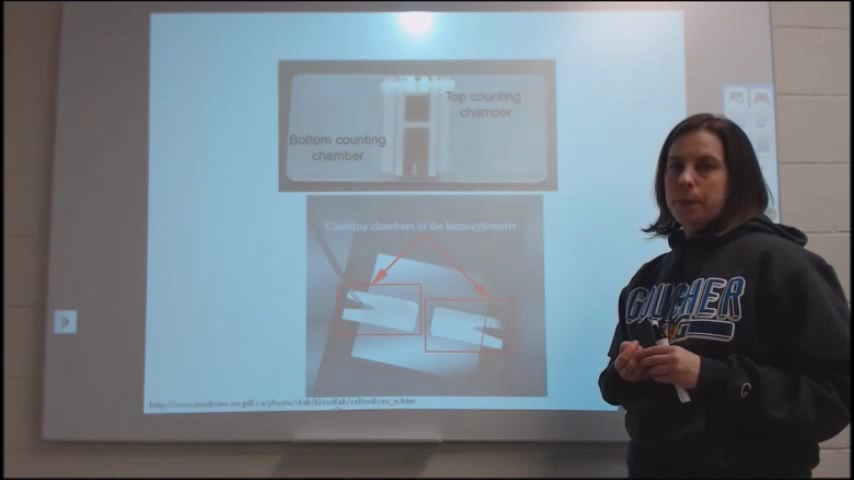 Top counting
chamber
Bottom counting
chamber
Counting chambers of the hemocytometer
GOUCHER